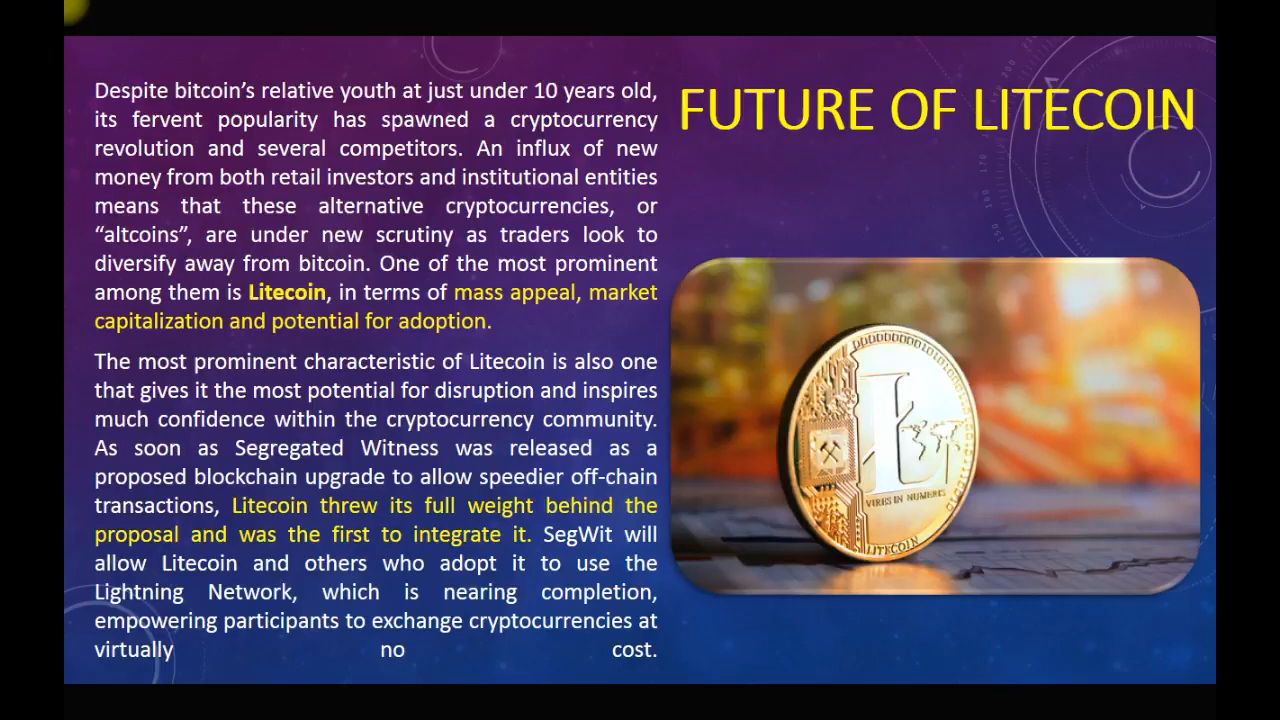 Despite bitcoin’s relative youth at just under 10 years old,
its fervent popularity has spawned a cryptocurrency
revolution and several competitors. An influx of new
money from both retail investors and institutional entities
means that these alternative cryptocurrencies, or
“altcoins”, are under new scrutiny as traders look to
diversify away from bitcoin. One of the most prominent
among them is Litecoin, in terms of mass appeal, market
capitalization and potential for adoption.
The most prominent characteristic of Litecoin is also one
that gives it the most potential for disruption and inspires
much confidence within the cryptocurrency community.
As soon as Segregated Witness was released as a
proposed blockchain upgrade to allow speedier off-chain
transactions, Litecoin threw its full weight behind the
proposal and was the first to integrate it. SegWit will
allow Litecoin and others who adopt it to use the
Lightning Network, which is nearing completion,
empowering participants to exchange cryptocurrencies at
virtually no cost.
FUTURE OF LITECOIN
VIRES IN NUMERIS
LITECOIN